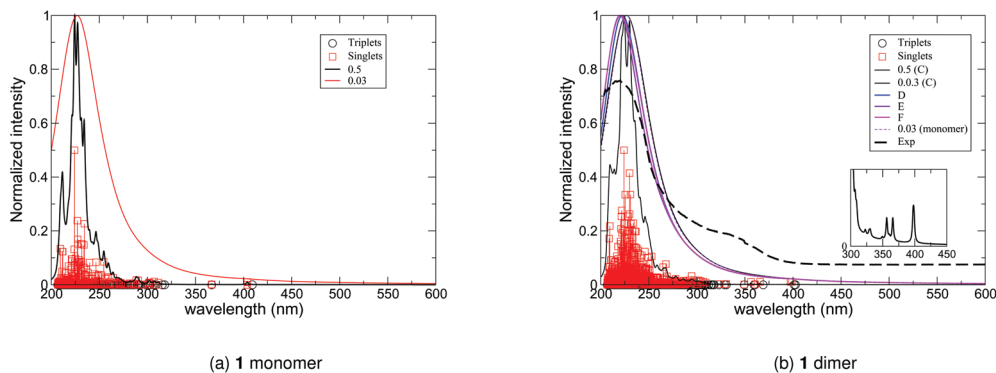 1
0.8
0.6
0.4
0.2
0
Normalized intensity
200 250 300 350 400 450 500 550 600
wavelength (nm)
Triplets
Singlets
0.5
0.03
(a) 1 monomer
1
0.8
0.6
0.4
0.2
0
Normalized intensity
200 250 300 350 400 450 500 550 600
wavelength (nm)
Triplets
Singlets
0.5 (C)
0.0.3 (C)
D
E
F
0.03 (monomer)
Exp
0
300 350 400 450
(b) 1 dimer